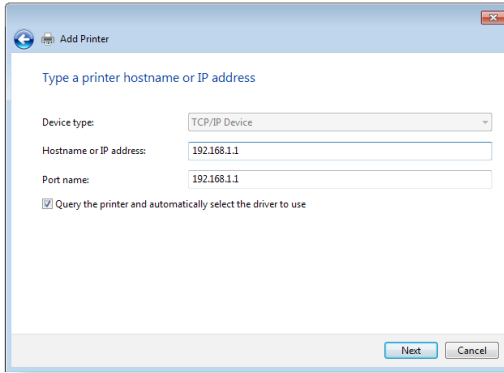 Add Printer
Type a printer hostname or IP address
Device type: TCP/IP Device
Hostname or IP address: 192.168.1.1
Port name: 192.168.1.1
Query the printer and automatically select the driver to use
Next Cancel